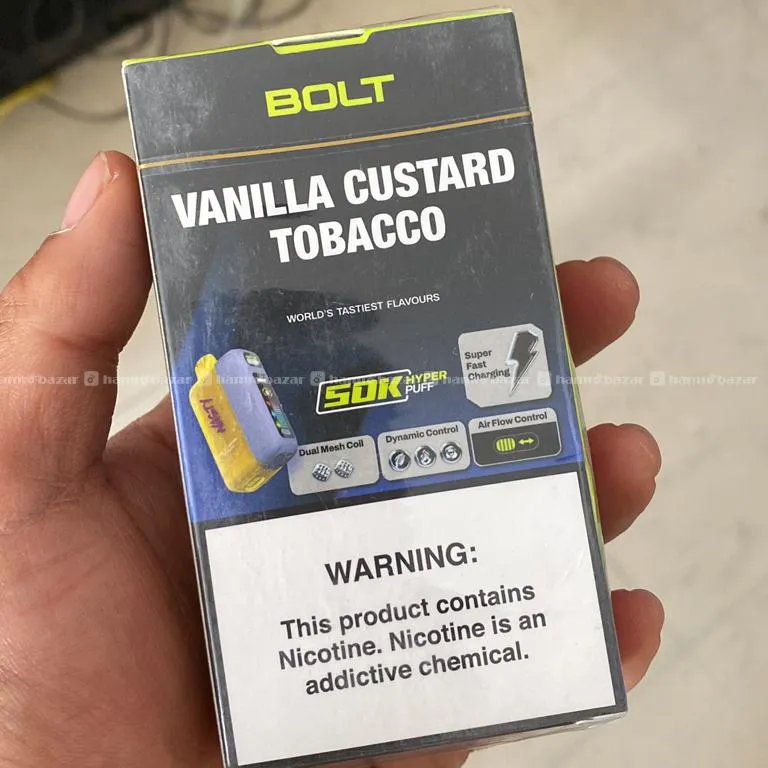 BOLT
VANILLA CUSTARD
TOBACCO
WORLD'S TASTIEST FLAVOURS
50K HYPER
PUFF
Super
Fast
Charging
Dual Mesh Coil
Dynamic Control
Air Flow Control
WARNING:
This product contains
Nicotine. Nicotine is an
addictive chemical.